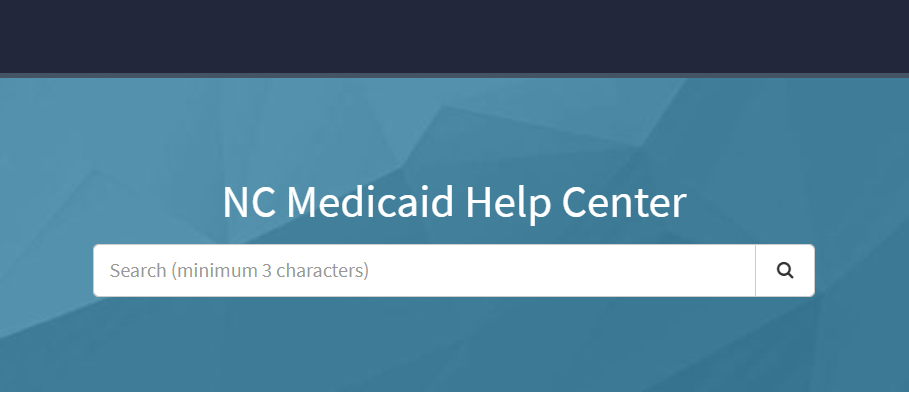 NC Medicaid Help Center
Search (minimum 3 characters)